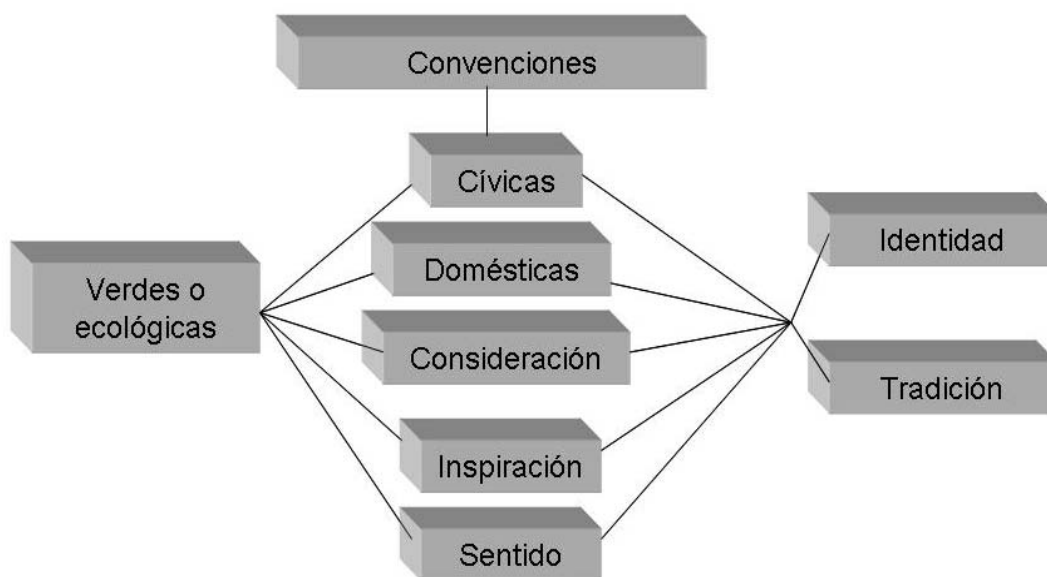 Convenciones
Cívicas
Domésticas
Consideración
Inspiración
Sentido
Verdes o
ecológicas
Identidad
Tradición